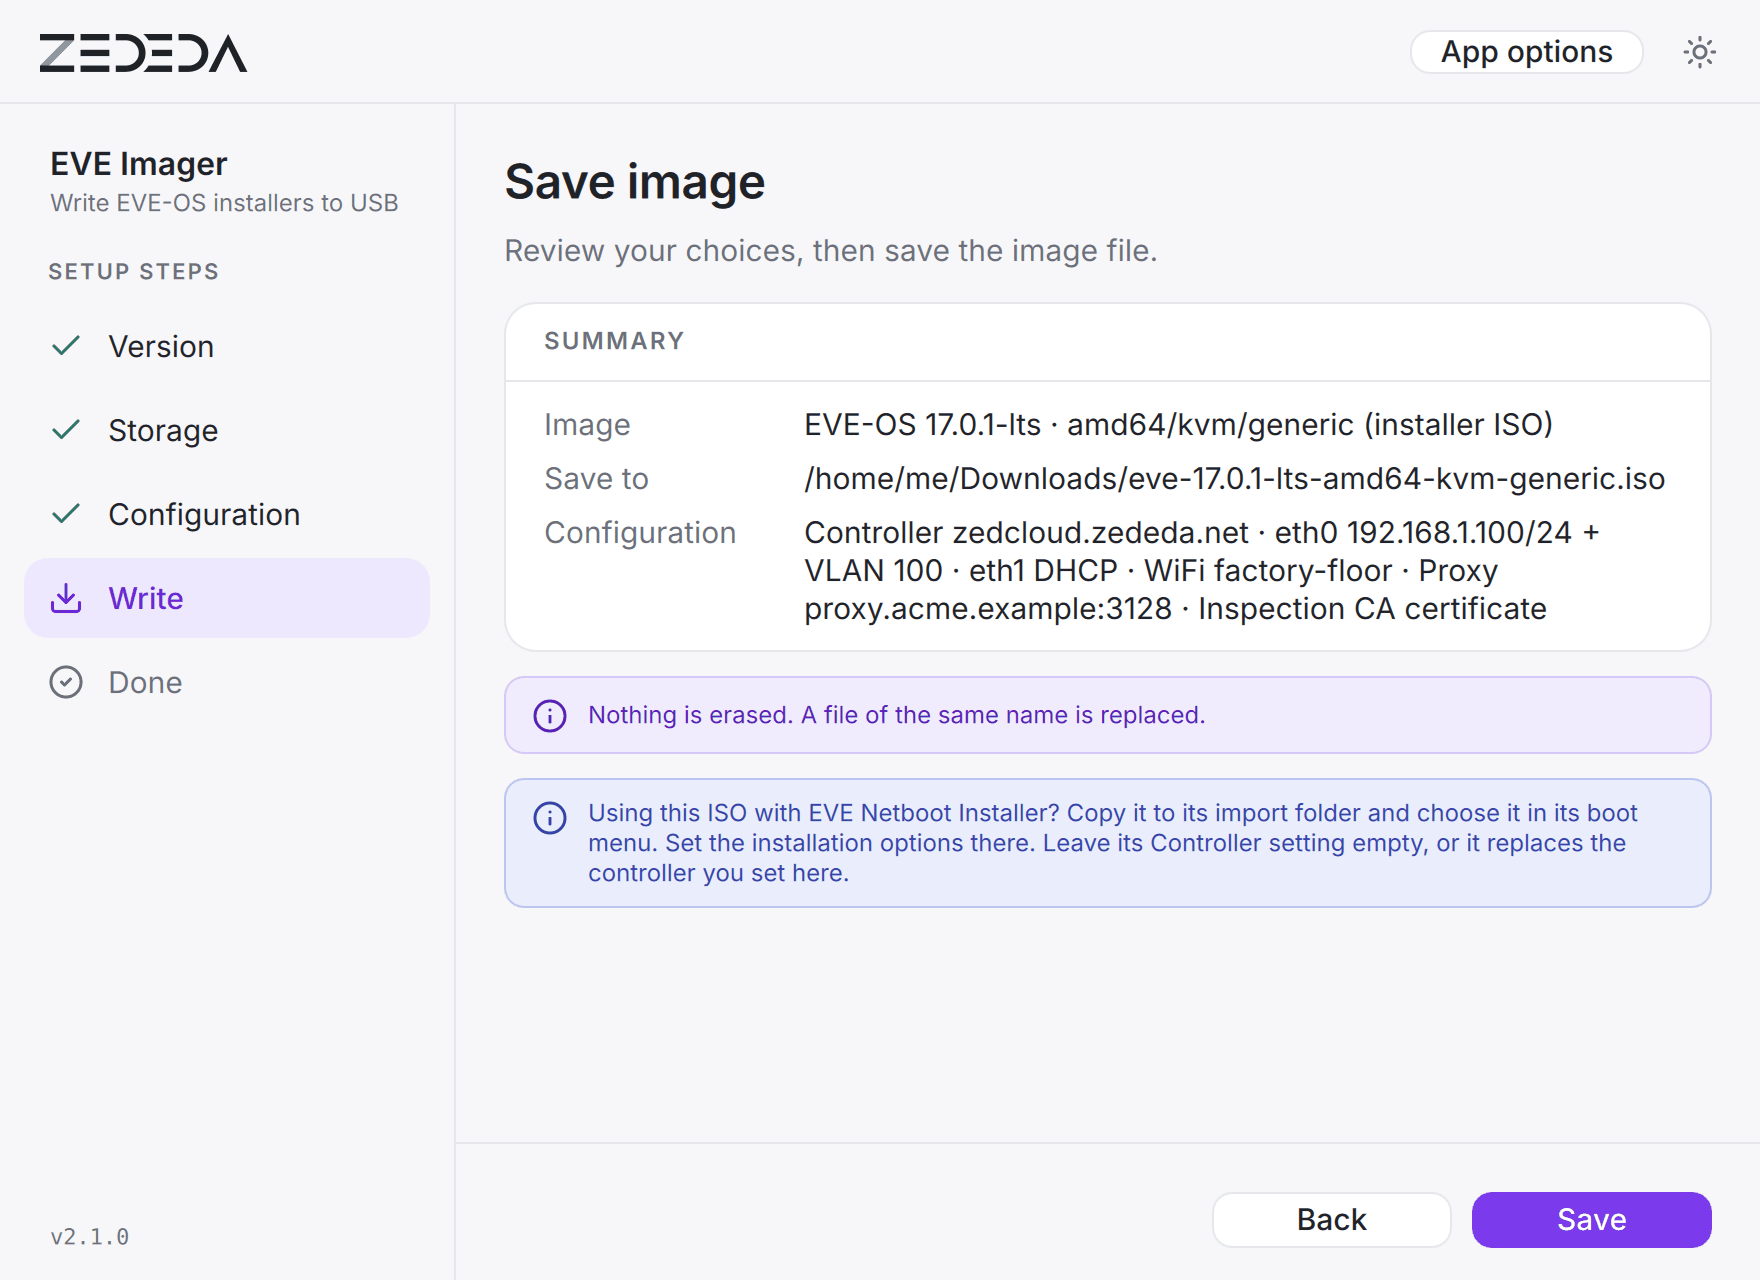 ZEDEDA
App options
EVE Imager
Write EVE-OS installers to USB
SETUP STEPS
Version
Storage
Configuration
Write
Done
v2.1.0
Save image
Review your choices, then save the image file.
SUMMARY
Image EVE-OS 17.0.1-lts · amd64/kvm/generic (installer ISO)
Save to /home/me/Downloads/eve-17.0.1-lts-amd64-kvm-generic.iso
Configuration Controller zedcloud.zededa.net · eth0 192.168.1.100/24 +
VLAN 100 · eth1 DHCP · WiFi factory-floor · Proxy
proxy.acme.example:3128 · Inspection CA certificate
Nothing is erased. A file of the same name is replaced.
Using this ISO with EVE Netboot Installer? Copy it to its import folder and choose it in its boot
menu. Set the installation options there. Leave its Controller setting empty, or it replaces the
controller you set here.
Back
Save